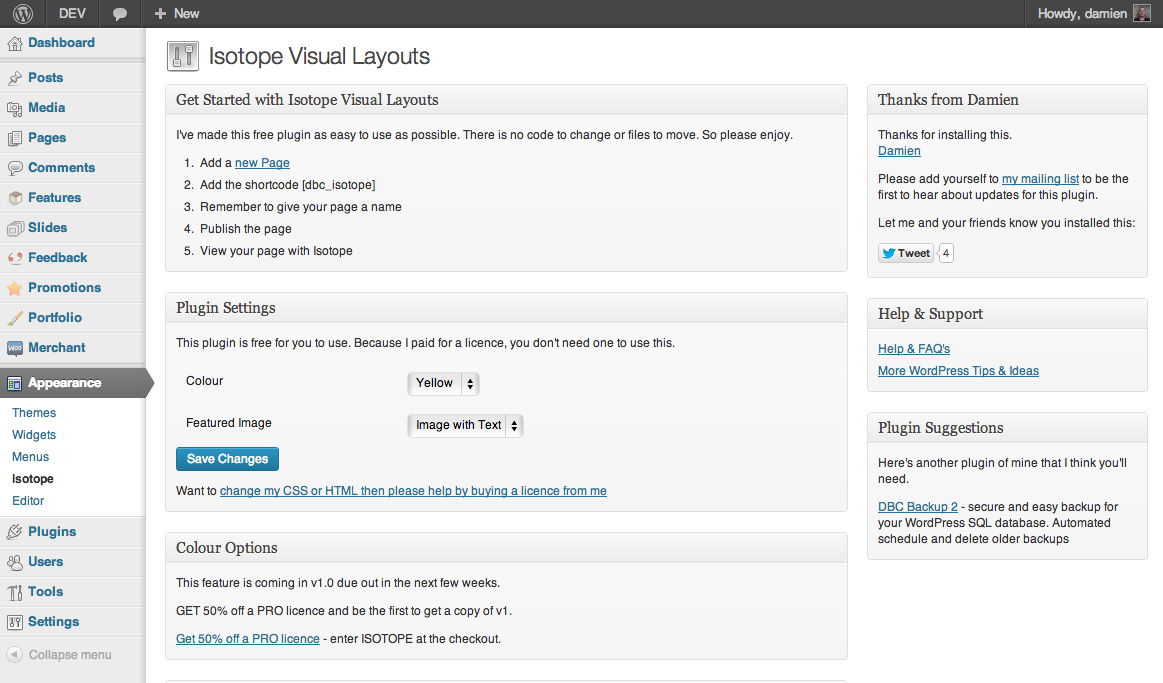 DEV
New
Howdy, damien
Dashboard
Posts
Media
Pages
Comments
Features
Slides
Feedback
Promotions
Portfolio
WOO
Merchant
Appearance
Themes
Widgets
Menus
Isotope
Editor
Plugins
Users
Tools
Settings
Collapse menu
Isotope Visual Layouts
Get Started with Isotope Visual Layouts
I've made this free plugin as easy to use as possible. There is no code to change or files to move. So please enjoy.
1. Add a new Page
2. Add the shortcode [dbc_isotope]
3. Remember to give your page a name
4. Publish the page
5. View your page with Isotope
Plugin Settings
This plugin is free for you to use. Because I paid for a licence, you don't need one to use this.
Colour
Yellow
Featured Image
Image with Text
Save Changes
Want to change my CSS or HTML then please help by buying a licence from me
Colour Options
This feature is coming in v1.0 due out in the next few weeks.
GET 50% off a PRO licence and be the first to get a copy of v1.
Get 50% off a PRO licence - enter ISOTOPE at the checkout.
Thanks from Damien
Thanks for installing this.
Damien
Please add yourself to my mailing list to be the
first to hear about updates for this plugin.
Let me and your friends know you installed this:
Tweet
4
Help & Support
Help & FAQ's
More WordPress Tips & Ideas
Plugin Suggestions
Here's another plugin of mine that I think you'll
need.
DBC Backup 2 - secure and easy backup for
your WordPress SQL database. Automated
schedule and delete older backups